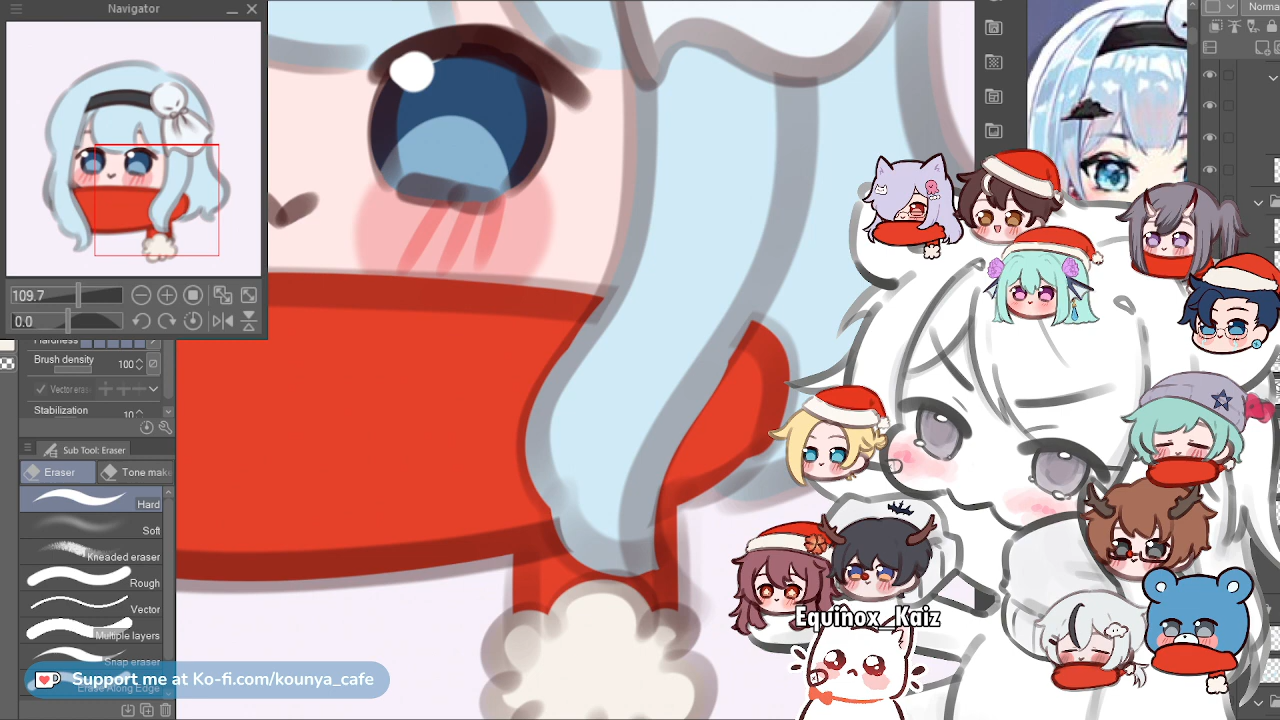 Navigator
109.7
0.0
Hardness
Brush density 100
Vector eras
Stabilization 10
Sub Tool: Eraser
Eraser
Tone make
Hard
Soft
Kneaded eraser
Rough
Vector
Multiple layers
Snap eraser
Erase Along Edge
Support me at Ko-fi.com/kounya_cafe
Norma
Equinox_Kaiz